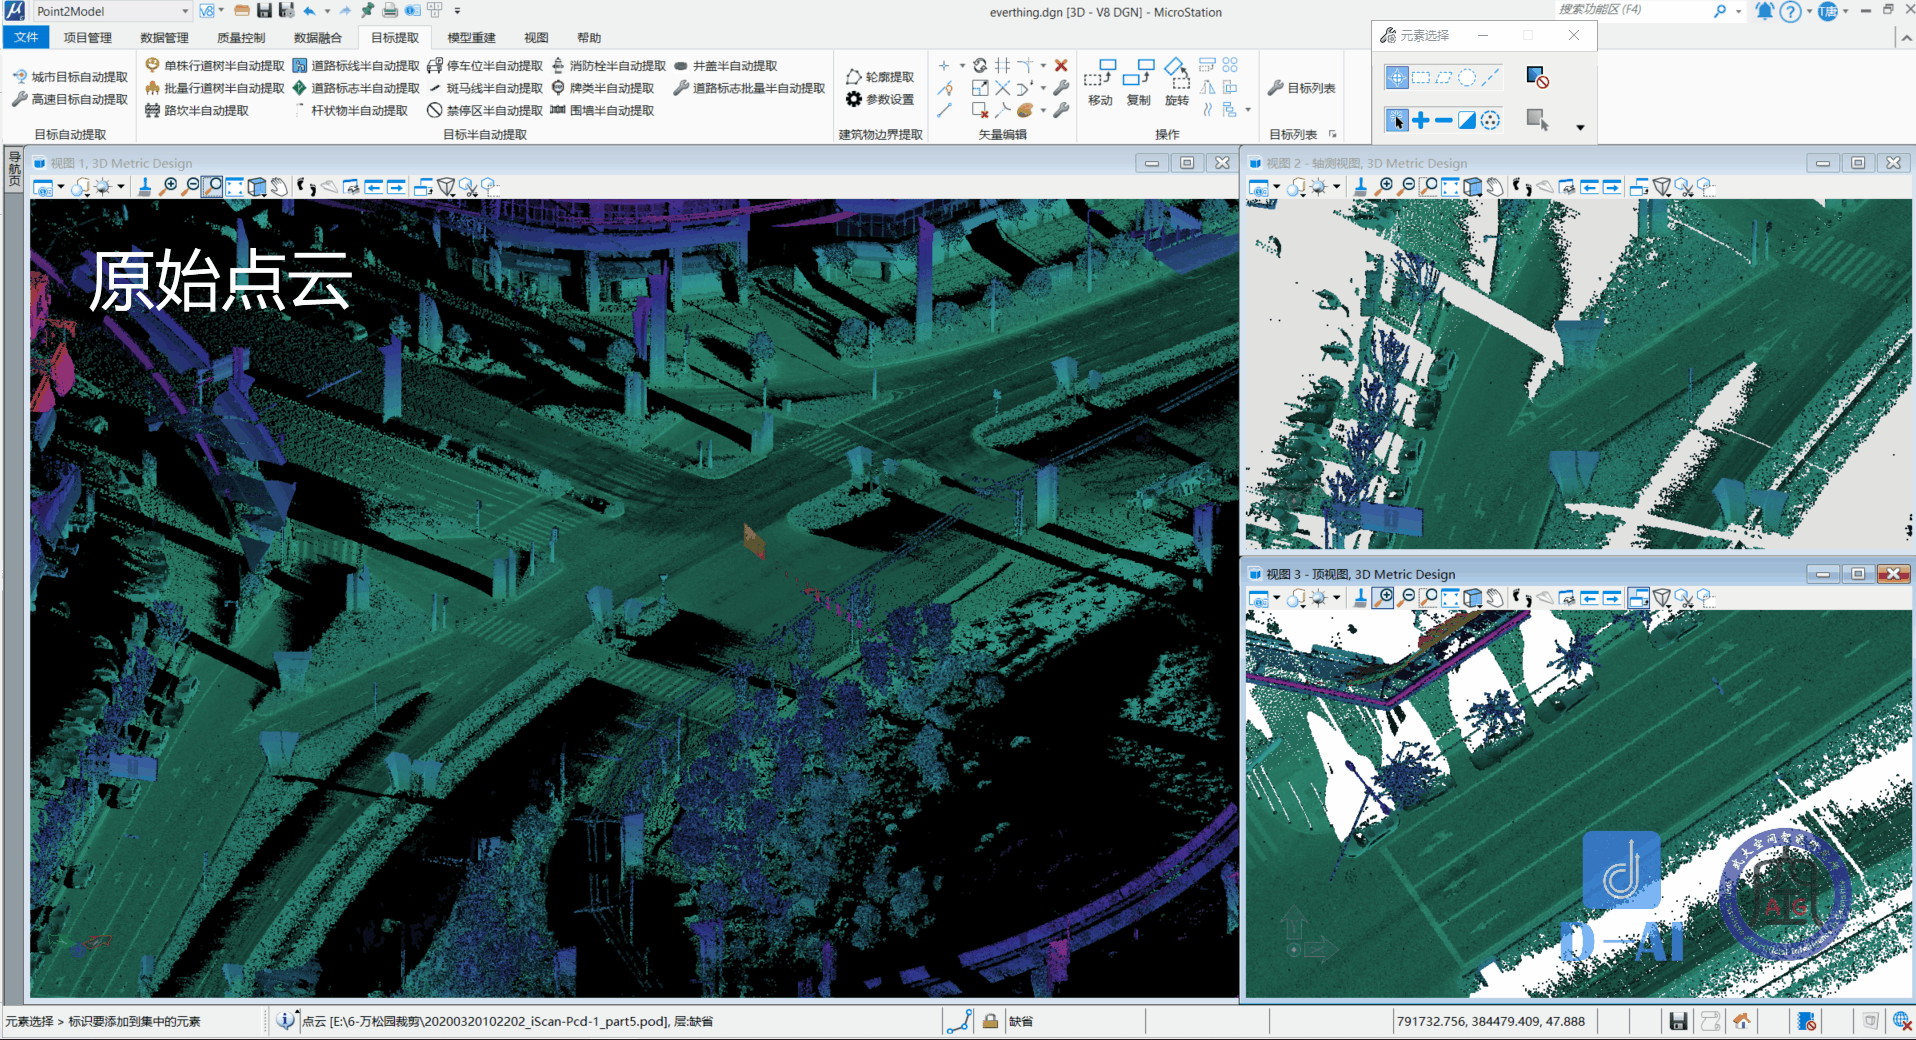 Point2Model
V8
everthing.dgn [3D - V8 DGN] - MicroStation
搜索功能区 (F4)
T唐
文件
项目管理
数据管理
质量控制
数据融合
目标提取
模型重建
视图
帮助
城市目标自动提取
高速目标自动提取
目标自动提取
单株行道树半自动提取
道路标线半自动提取
停车位半自动提取
消防栓半自动提取
井盖半自动提取
批量行道树半自动提取
道路标志半自动提取
斑马线半自动提取
牌类半自动提取
道路标志批量半自动提取
路坎半自动提取
杆状物半自动提取
禁停区半自动提取
围墙半自动提取
目标半自动提取
轮廓提取
参数设置
建筑物边界提取
矢量编辑
移动
复制
旋转
操作
目标列表
目标列表
元素选择
导航页
视图 1, 3D Metric Design
原始点云
视图 2 - 轴测视图, 3D Metric Design
视图 3 - 顶视图, 3D Metric Design
D-AI
AIG
元素选择 > 标识要添加到集中的元素
点云 [E:\6-万松园裁剪\20200320102202_iScan-Pcd-1_part5.pod], 层:缺省
缺省
791732.756, 384479.409, 47.888